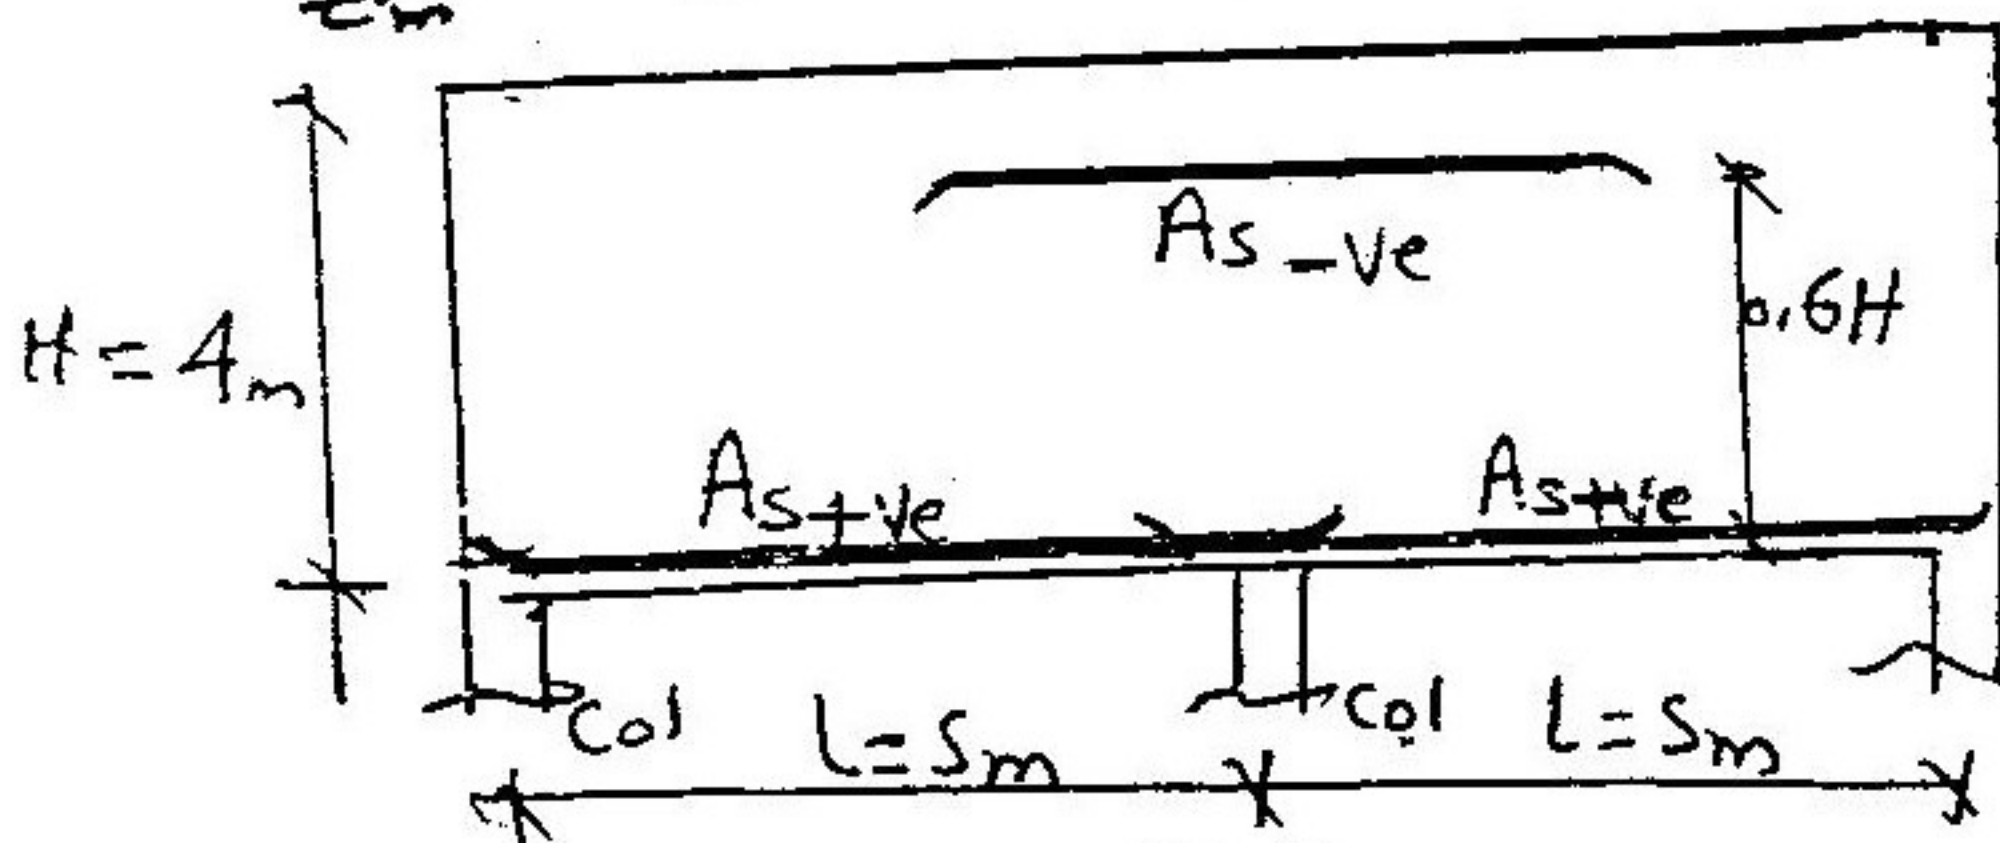 As -ve
0.6H
H = 4m
As+ve
As+ve
Col
l = 5m
Col
l = 5m